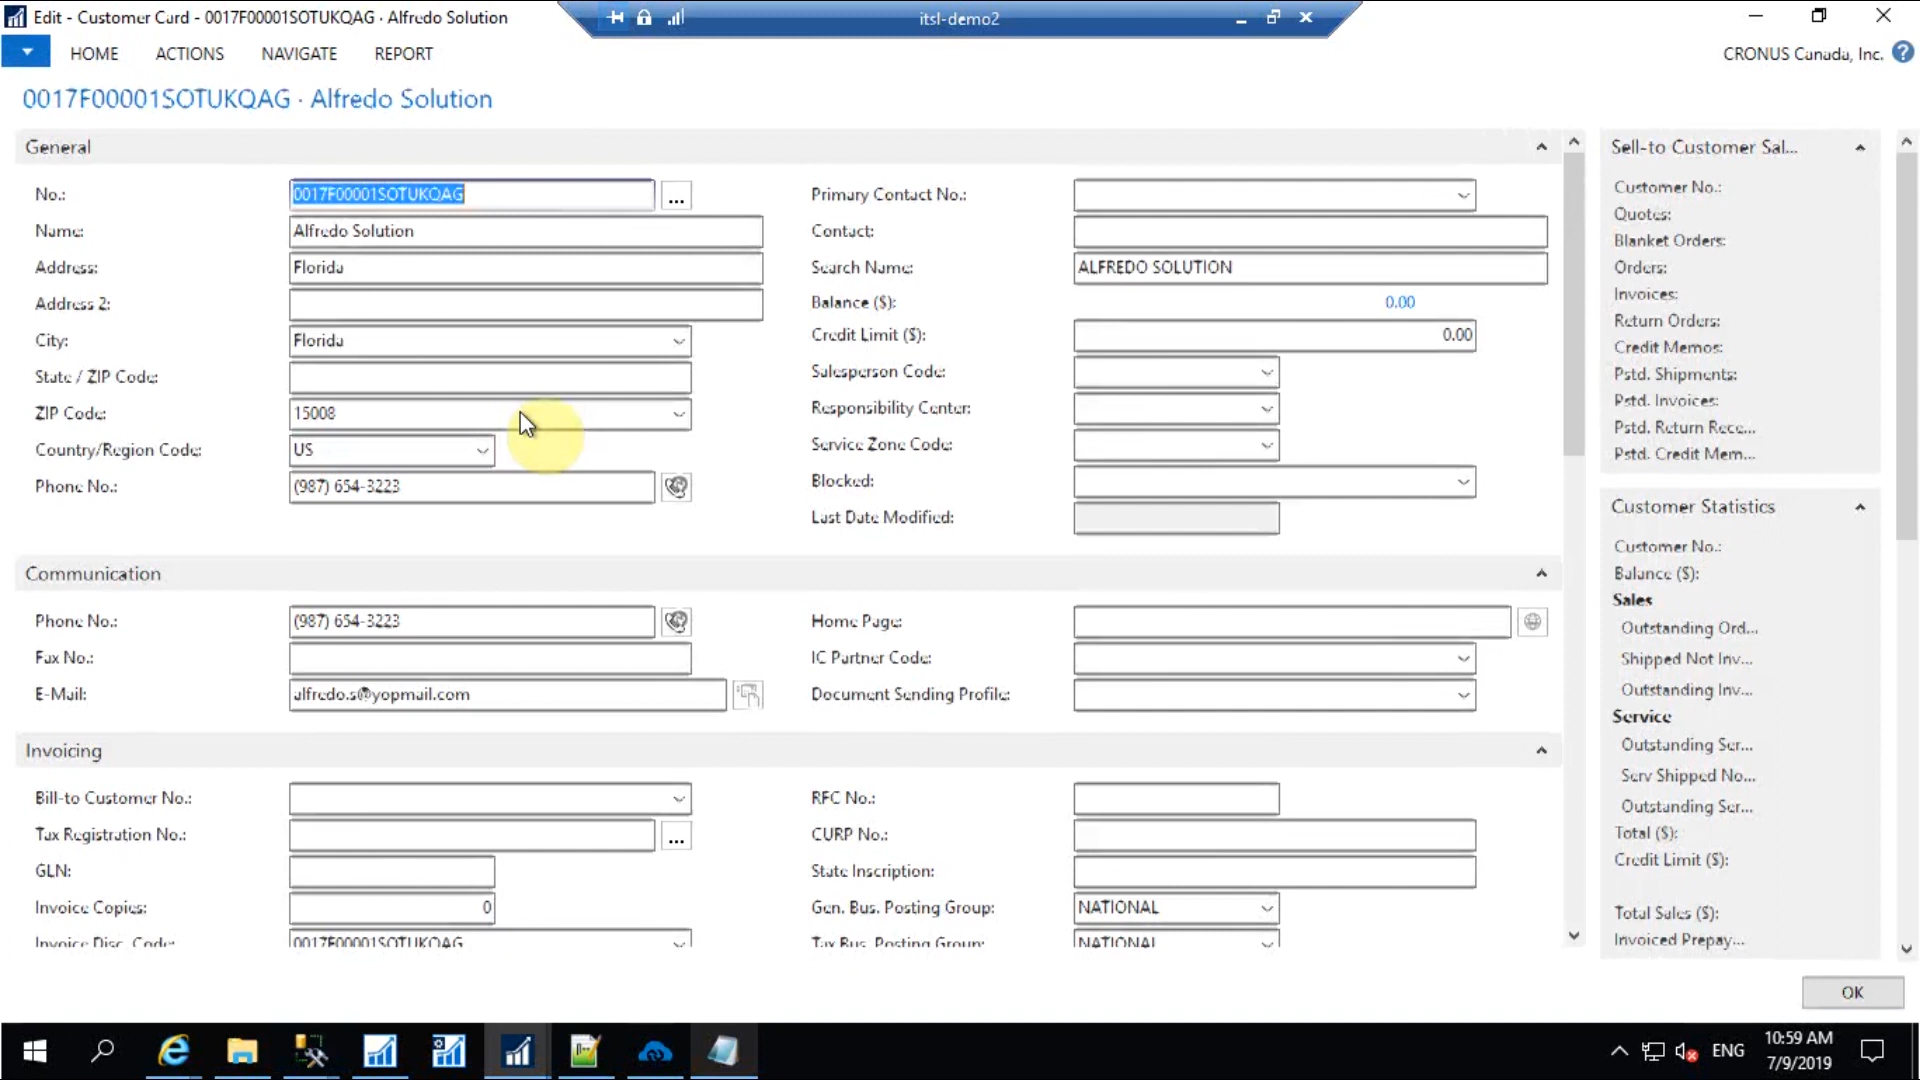 Edit - Customer Card - 0017F00001SOTUKQAG · Alfredo Solution
itsl-demo2
HOME ACTIONS NAVIGATE REPORT
CRONUS Canada, Inc.
0017F00001SOTUKQAG · Alfredo Solution
General
No.: 0017F00001SOTUKQAG ...
Name: Alfredo Solution
Address: Florida
Address 2:
City: Florida
State / ZIP Code:
ZIP Code: 15008
Country/Region Code: US
Phone No.: (987) 654-3223
Primary Contact No.:
Contact:
Search Name: ALFREDO SOLUTION
Balance ($): 0.00
Credit Limit ($): 0.00
Salesperson Code:
Responsibility Center:
Service Zone Code:
Blocked:
Last Date Modified:
Communication
Phone No.: (987) 654-3223
Fax No.:
E-Mail: alfredo.s@yopmail.com
Home Page:
IC Partner Code:
Document Sending Profile:
Invoicing
Bill-to Customer No.:
Tax Registration No.: ...
GLN:
Invoice Copies: 0
Invoice Disc. Code: 0017F00001SOTUKQAG
RFC No.:
CURP No.:
State Inscription:
Gen. Bus. Posting Group: NATIONAL
Tax Bus. Posting Group: NATIONAL
Sell-to Customer Sal...
Customer No.:
Quotes:
Blanket Orders:
Orders:
Invoices:
Return Orders:
Credit Memos:
Pstd. Shipments:
Pstd. Invoices:
Pstd. Return Rece...
Pstd. Credit Mem...
Customer Statistics
Customer No.:
Balance ($):
Sales
Outstanding Ord...
Shipped Not Inv...
Outstanding Inv...
Service
Outstanding Ser...
Serv Shipped No...
Outstanding Ser...
Total ($):
Credit Limit ($):
Total Sales ($):
Invoiced Prepay...
OK
ENG
10:59 AM
7/9/2019